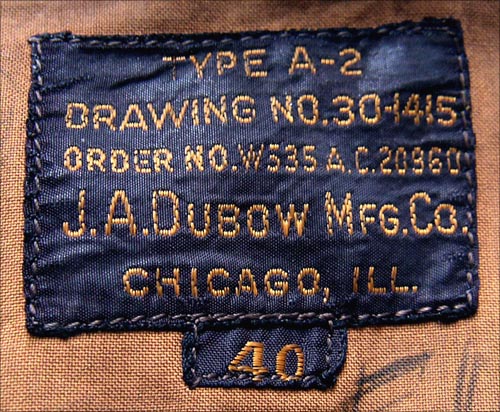 TYPE A-2
DRAWING NO. 30-1415
ORDER NO. W535 A.C. 20960
J.A. DUBOW MFG. CO.
CHICAGO, ILL.
40